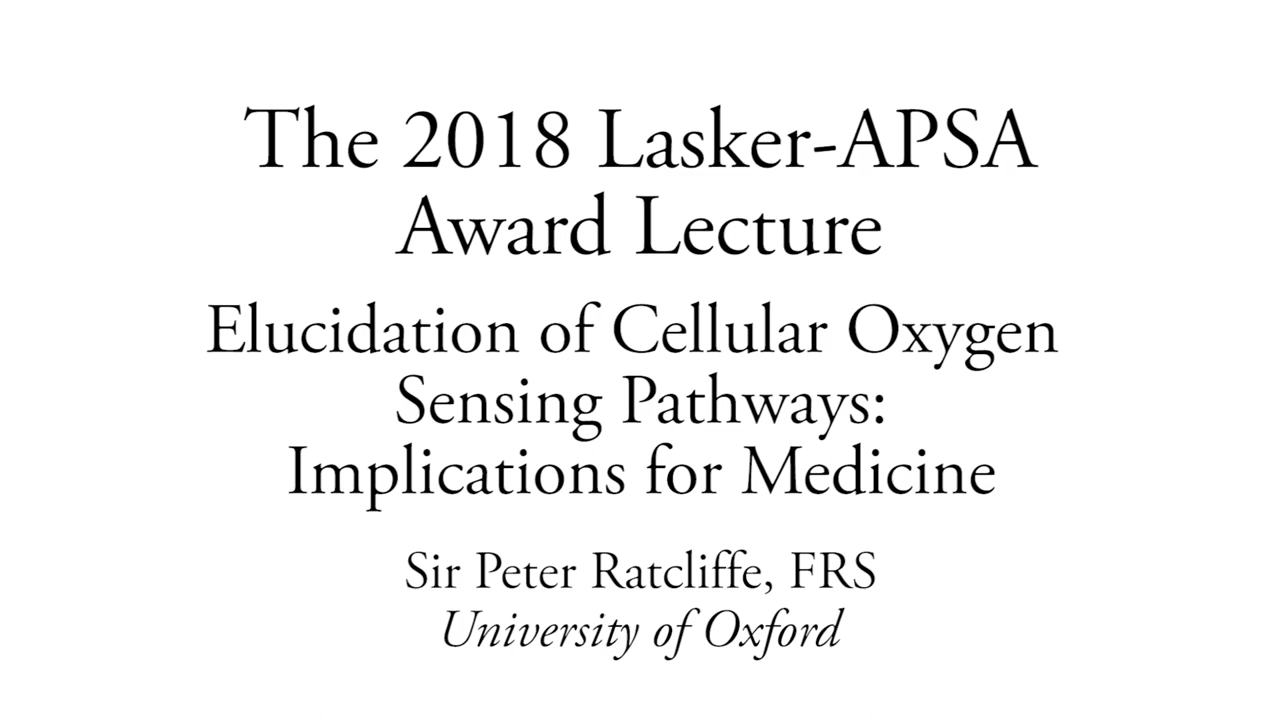 The 2018 Lasker-APSA
Award Lecture
Elucidation of Cellular Oxygen
Sensing Pathways:
Implications for Medicine
Sir Peter Ratcliffe, FRS
University of Oxford